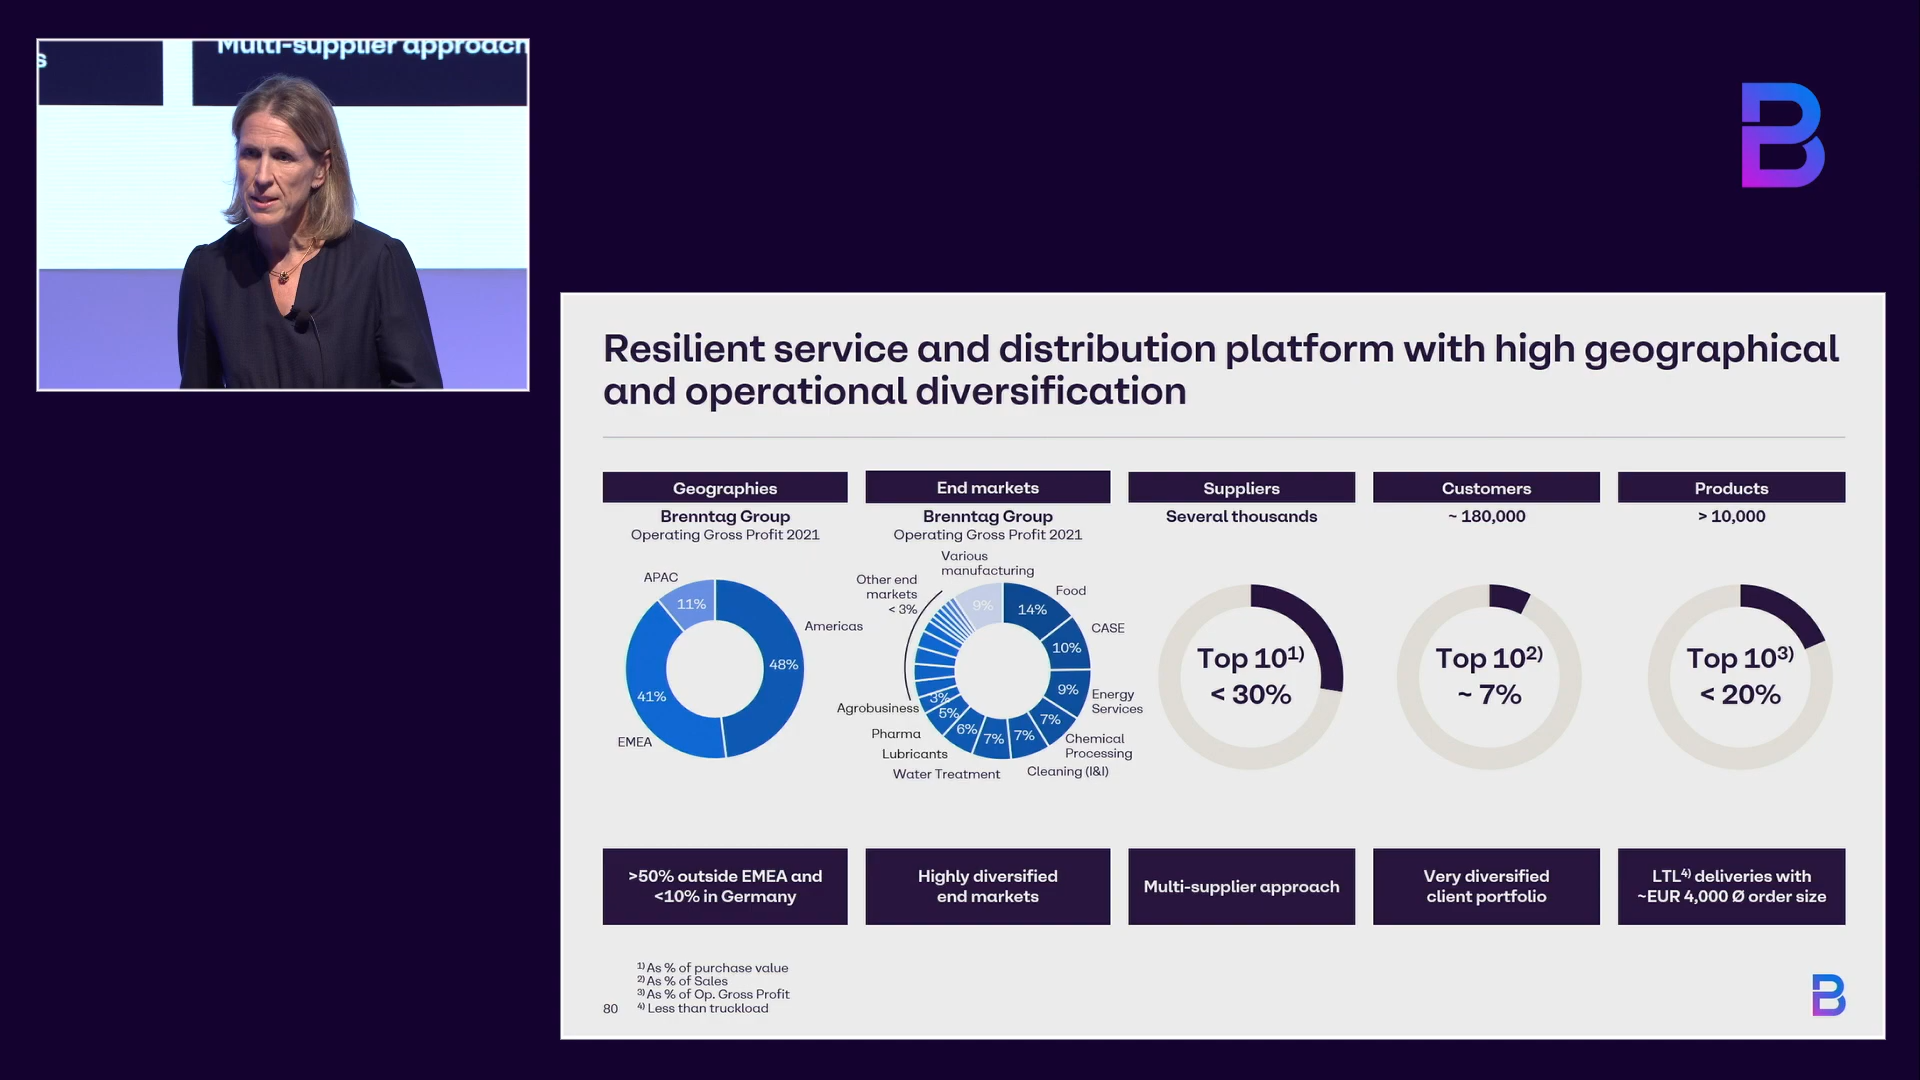 s
Multi-supplier approach
Resilient service and distribution platform with high geographical
and operational diversification
Geographies
Brenntag Group
Operating Gross Profit 2021
APAC
11%
Americas
48%
41%
EMEA
>50% outside EMEA and
<10% in Germany
End markets
Brenntag Group
Operating Gross Profit 2021
Various
manufacturing
Other end
markets
< 3%
9%
14%
Food
CASE
10%
9%
Energy
Services
7%
Chemical
Processing
7%
Cleaning (I&I)
7%
Water Treatment
6%
Lubricants
5%
Pharma
3%
Agrobusiness
Highly diversified
end markets
Suppliers
Several thousands
Top 10¹⁾
< 30%
Multi-supplier approach
Customers
~ 180,000
Top 10²⁾
~ 7%
Very diversified
client portfolio
Products
> 10,000
Top 10³⁾
< 20%
LTL⁴⁾ deliveries with
~EUR 4,000 Ø order size
¹⁾ As % of purchase value
²⁾ As % of Sales
³⁾ As % of Op. Gross Profit
80 ⁴⁾ Less than truckload